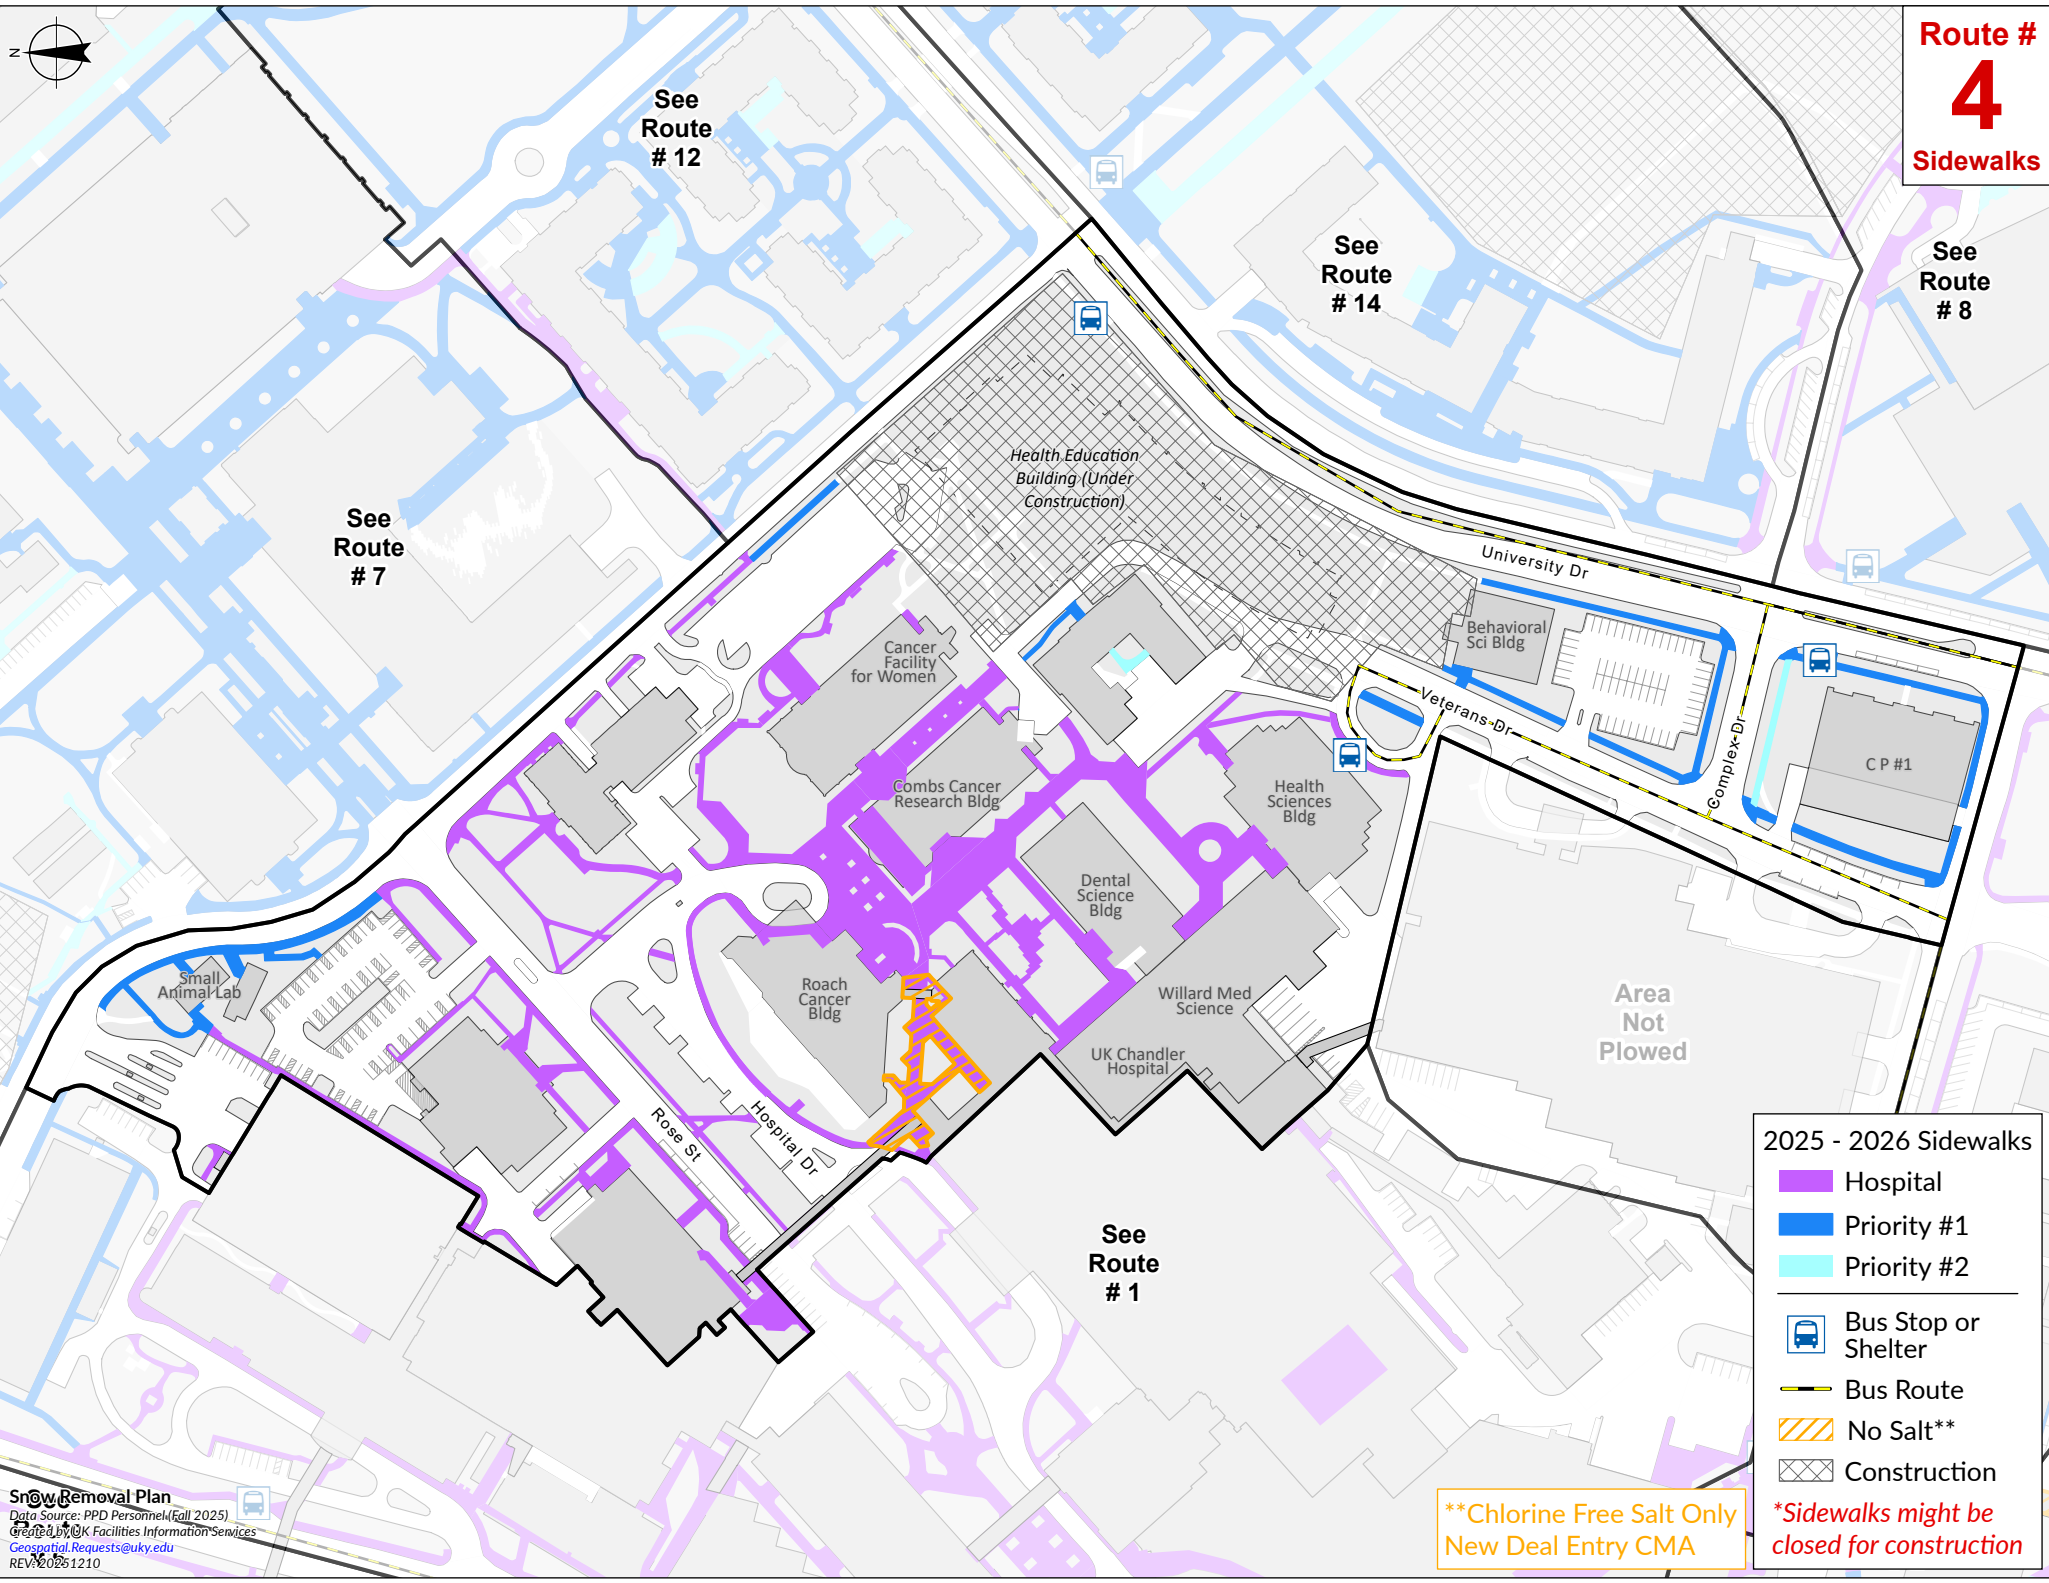 N
Route #
4
Sidewalks
See
Route
# 12
See
Route
# 14
See
Route
# 8
See
Route
# 7
Health Education
Building (Under
Construction)
University Dr
Behavioral
Sci Bldg
Veterans Dr
Complex Dr
C P #1
Cancer
Facility
for Women
Combs Cancer
Research Bldg
Health
Sciences
Bldg
Dental
Science
Bldg
Small
Animal Lab
Roach
Cancer
Bldg
Willard Med
Science
UK Chandler
Hospital
Area
Not
Plowed
Rose St
Hospital Dr
See
Route
# 1
2025 - 2026 Sidewalks
Hospital
Priority #1
Priority #2
Bus Stop or
Shelter
Bus Route
No Salt**
Construction
*Sidewalks might be
closed for construction
**Chlorine Free Salt Only
New Deal Entry CMA
See
Route
Snow Removal Plan
Data Source: PPD Personnel (Fall 2025)
Created by UK Facilities Information Services
Geospatial.Requests@uky.edu
REV: 20251210